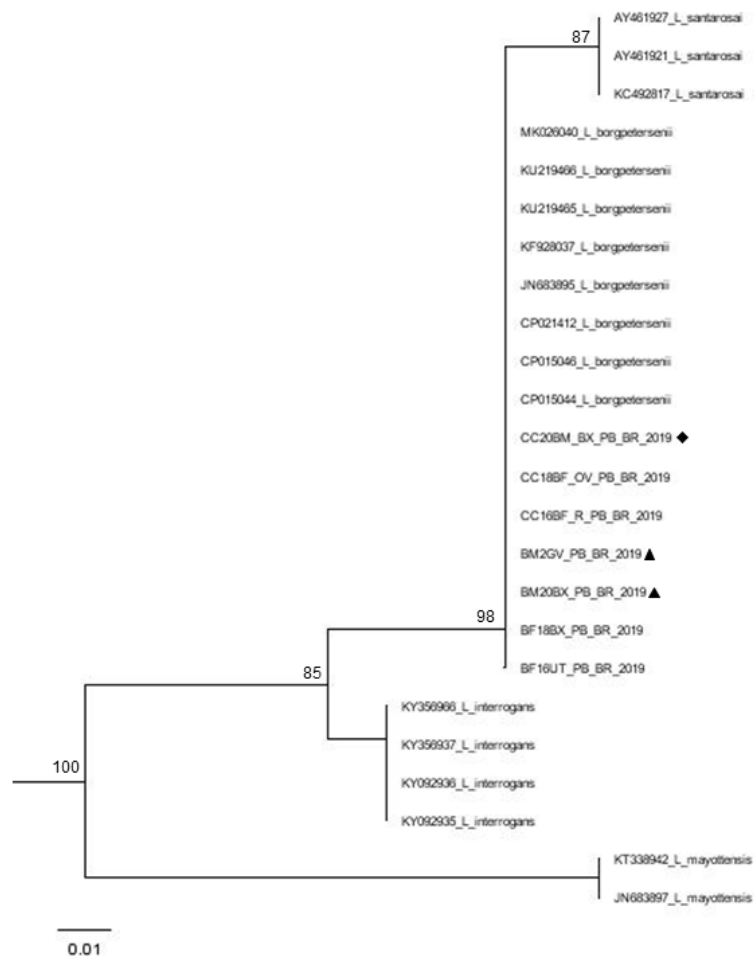 87
AY461927_L_santarosai
AY461921_L_santarosai
KC492817_L_santarosai
MK026040_L_borgpetersenii
KU219466_L_borgpetersenii
KU219465_L_borgpetersenii
KF928037_L_borgpetersenii
JN683895_L_borgpetersenii
CP021412_L_borgpetersenii
CP015046_L_borgpetersenii
CP015044_L_borgpetersenii
CC20BM_BX_PB_BR_2019
CC18BF_OV_PB_BR_2019
CC16BF_R_PB_BR_2019
BM2GV_PB_BR_2019
BM20BX_PB_BR_2019
98
BF18BX_PB_BR_2019
BF16UT_PB_BR_2019
85
KY356966_L_interrogans
KY356937_L_interrogans
KY092936_L_interrogans
KY092935_L_interrogans
100
KT338942_L_mayottensis
JN683897_L_mayottensis
0.01